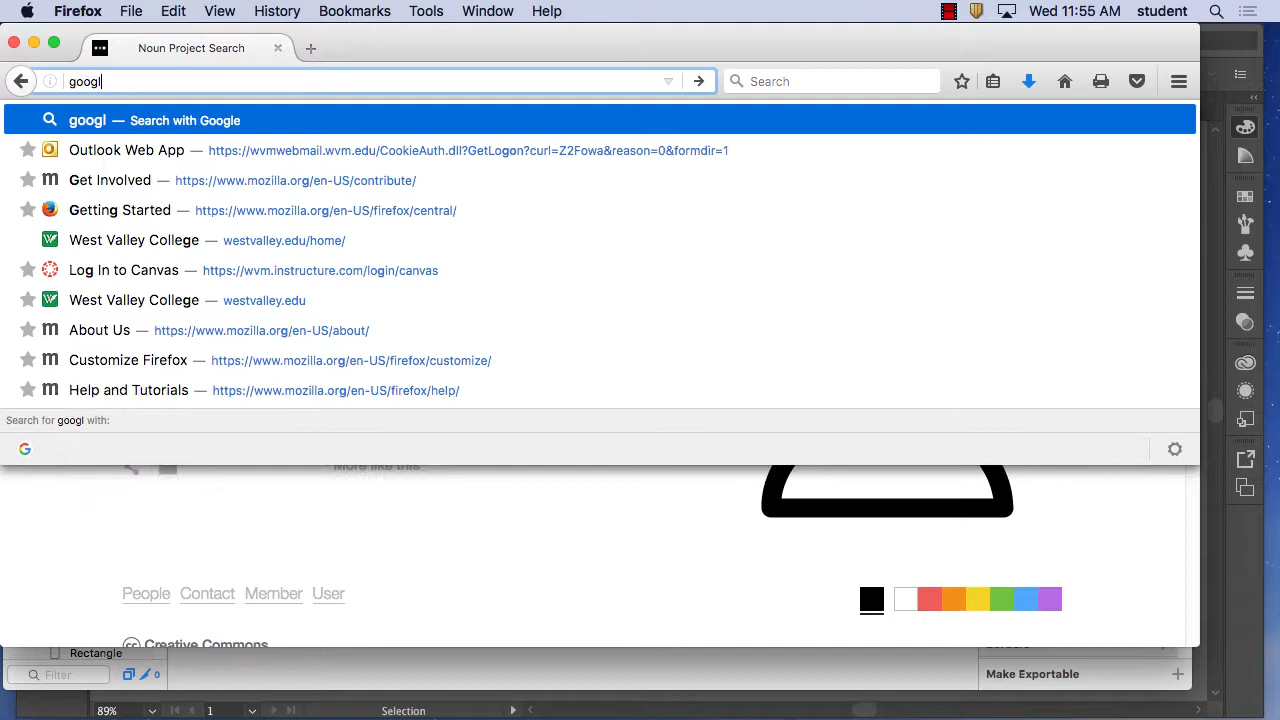 Firefox File Edit View History Bookmarks Tools Window Help Wed 11:55 AM student
Noun Project Search
googl Search
googl — Search with Google
Outlook Web App — https://wvmwebmail.wvm.edu/CookieAuth.dll?GetLogon?curl=Z2Fowa&reason=0&formdir=1
Get Involved — https://www.mozilla.org/en-US/contribute/
Getting Started — https://www.mozilla.org/en-US/firefox/central/
West Valley College — westvalley.edu/home/
Log In to Canvas — https://wvm.instructure.com/login/canvas
West Valley College — westvalley.edu
About Us — https://www.mozilla.org/en-US/about/
Customize Firefox — https://www.mozilla.org/en-US/firefox/customize/
Help and Tutorials — https://www.mozilla.org/en-US/firefox/help/
Search for googl with:
More like this
People Contact Member User
cc Creative Commons
Rectangle Borders
Filter 0 Make Exportable
89% 1 Selection